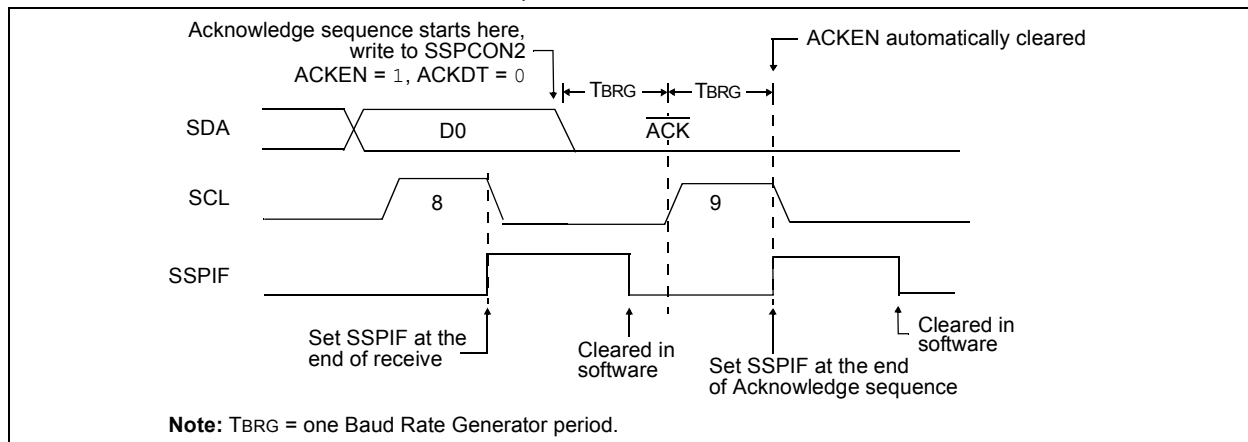 Acknowledge sequence starts here,
write to SSPCON2
ACKEN = 1, ACKDT = 0
ACKEN automatically cleared
TBRG
TBRG
SDA
D0
ACK
SCL
8
9
SSPIF
Set SSPIF at the
end of receive
Cleared in
software
Set SSPIF at the end
of Acknowledge sequence
Cleared in
software
Note: TBRG = one Baud Rate Generator period.